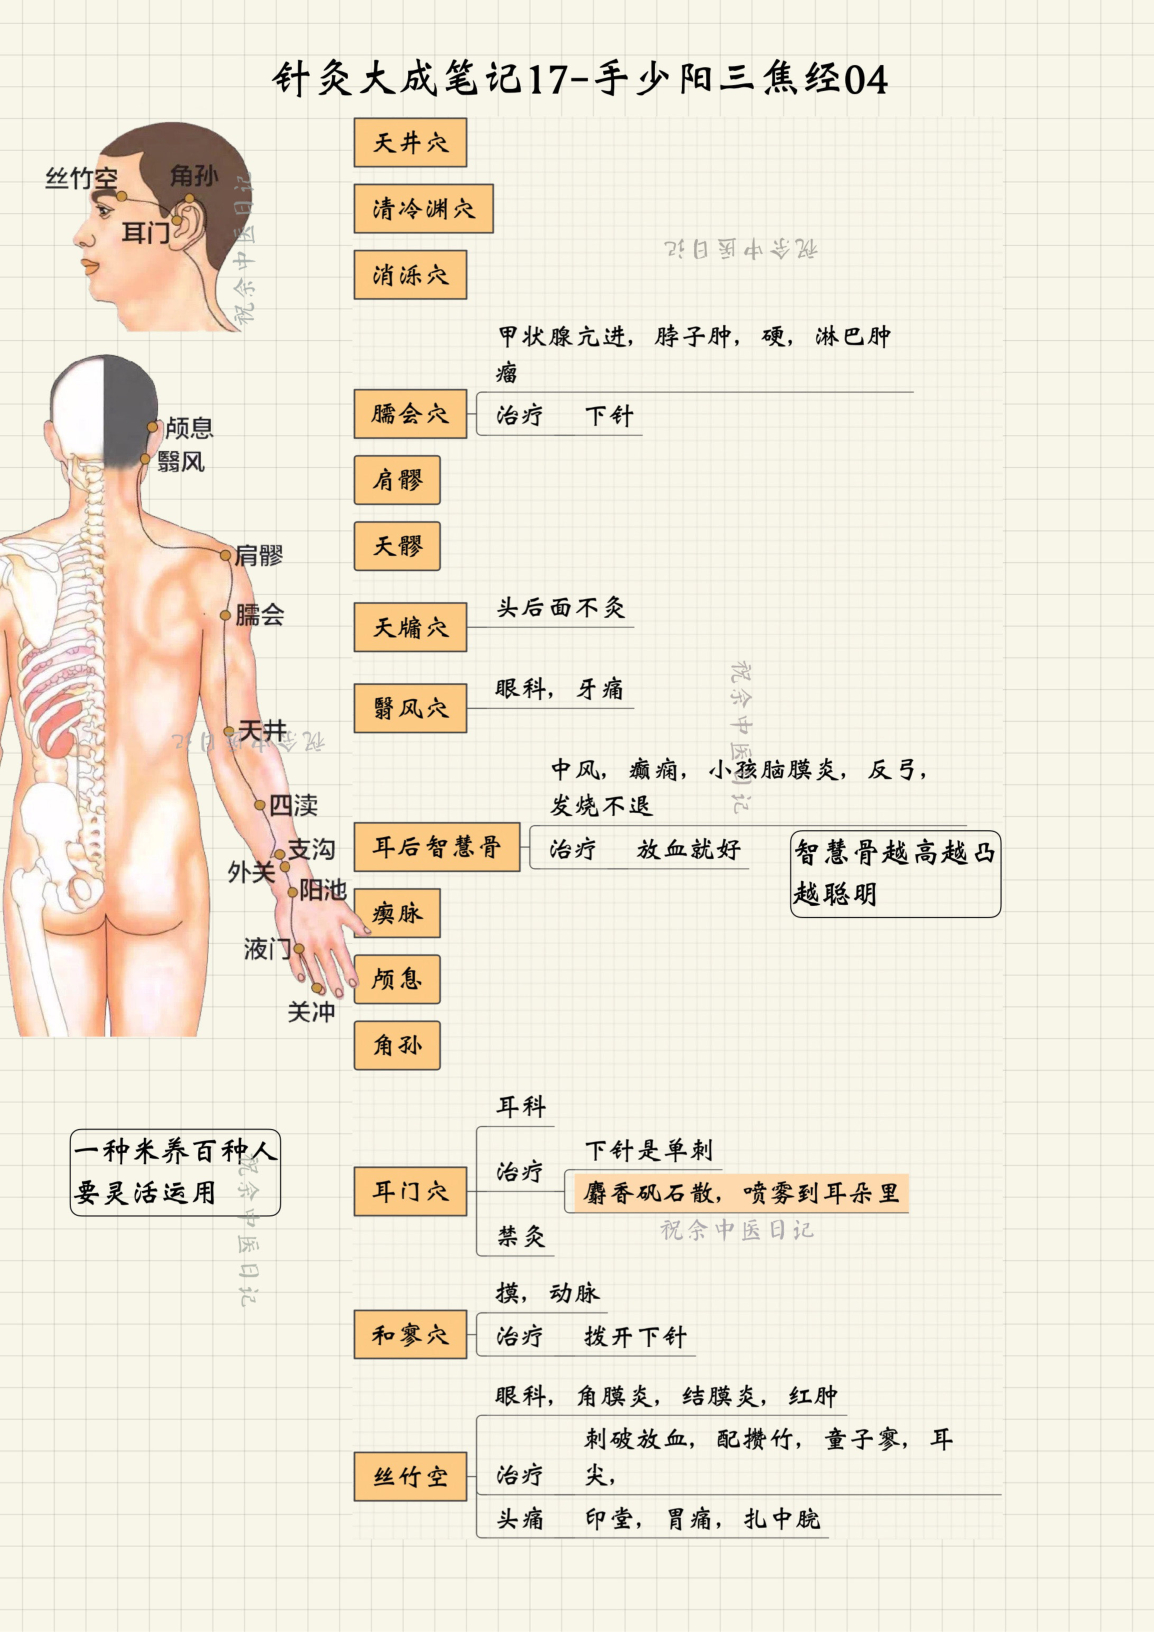 针灸大成笔记17-手少阳三焦经04
丝竹空
角孙
耳门
颅息
翳风
肩髎
臑会
天井
四渎
支沟
外关
阳池
液门
关冲
天井穴
清冷渊穴
消泺穴
甲状腺亢进，脖子肿，硬，淋巴肿
瘤
臑会穴
治疗 下针
肩髎
天髎
天牖穴
头后面不灸
翳风穴
眼科，牙痛
中风，癫痫，小孩脑膜炎，反弓，
发烧不退
耳后智慧骨
治疗 放血就好
智慧骨越高越凸
越聪明
瘈脉
颅息
角孙
耳科
耳门穴
治疗
下针是单刺
麝香矾石散，喷雾到耳朵里
禁灸
一种米养百种人
要灵活运用
摸，动脉
和寥穴
治疗 拨开下针
眼科，角膜炎，结膜炎，红肿
丝竹空
治疗
刺破放血，配攒竹，童子寥，耳
尖，
头痛 印堂，胃痛，扎中脘
祝余中医日记
祝余中医日记
祝余中医日记
祝余中医日记
祝余中医日记
祝余中医日记